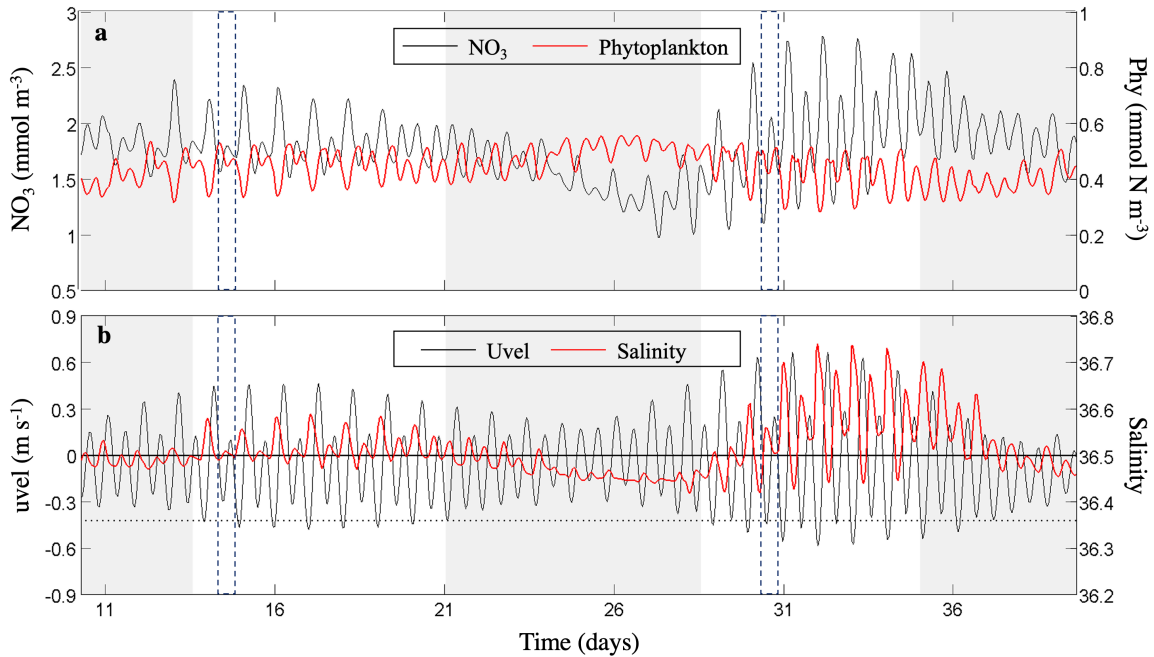 a
NO₃ Phytoplankton
3
2.5
2
1.5
1
0.5
NO₃ (mmol m⁻³)
1
0.8
0.6
0.4
0.2
0
Phy (mmol N m⁻³)
b
Uvel Salinity
0.9
0.6
0.3
0
-0.3
-0.6
-0.9
uvel (m s⁻¹)
36.8
36.7
36.6
36.5
36.4
36.3
36.2
Salinity
11 16 21 26 31 36
Time (days)